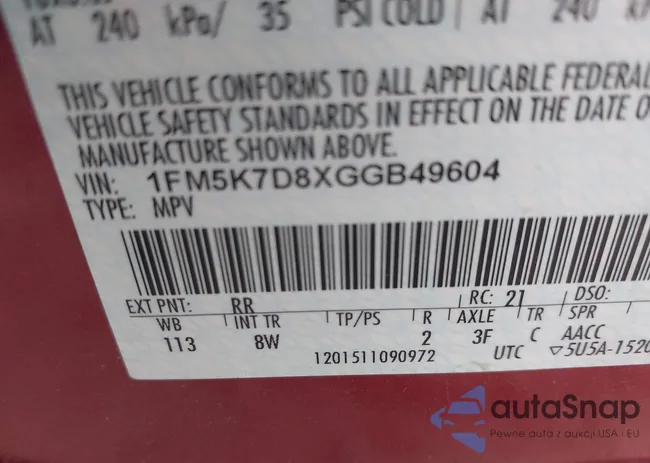 AT 240 kPa/ 35 PSI COLD AT 240
THIS VEHICLE CONFORMS TO ALL APPLICABLE FEDERAL
VEHICLE SAFETY STANDARDS IN EFFECT ON THE DATE O
MANUFACTURE SHOWN ABOVE.
VIN: 1FM5K7D8XGGB49604
TYPE: MPV
EXT PNT: RR RC: 21 DSO:
WB INT TR TP/PS R AXLE TR SPR
113 8W 2 3F C AACC
1201511090972 UTC ▽5U5A-1520
autaSnap
Pewne auta z aukcji USA i EU